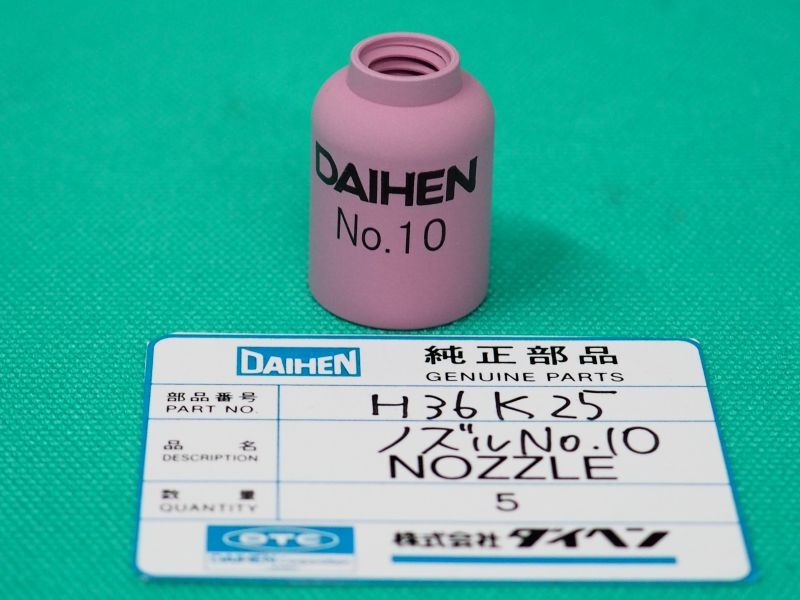 DAIHEN
No.10
DAIHEN 純正部品
GENUINE PARTS
部品番号
PART NO. H36K25
品名 ノズルNo.10
DESCRIPTION NOZZLE
数量
QUANTITY 5
OTC 株式会社 ダイヘン